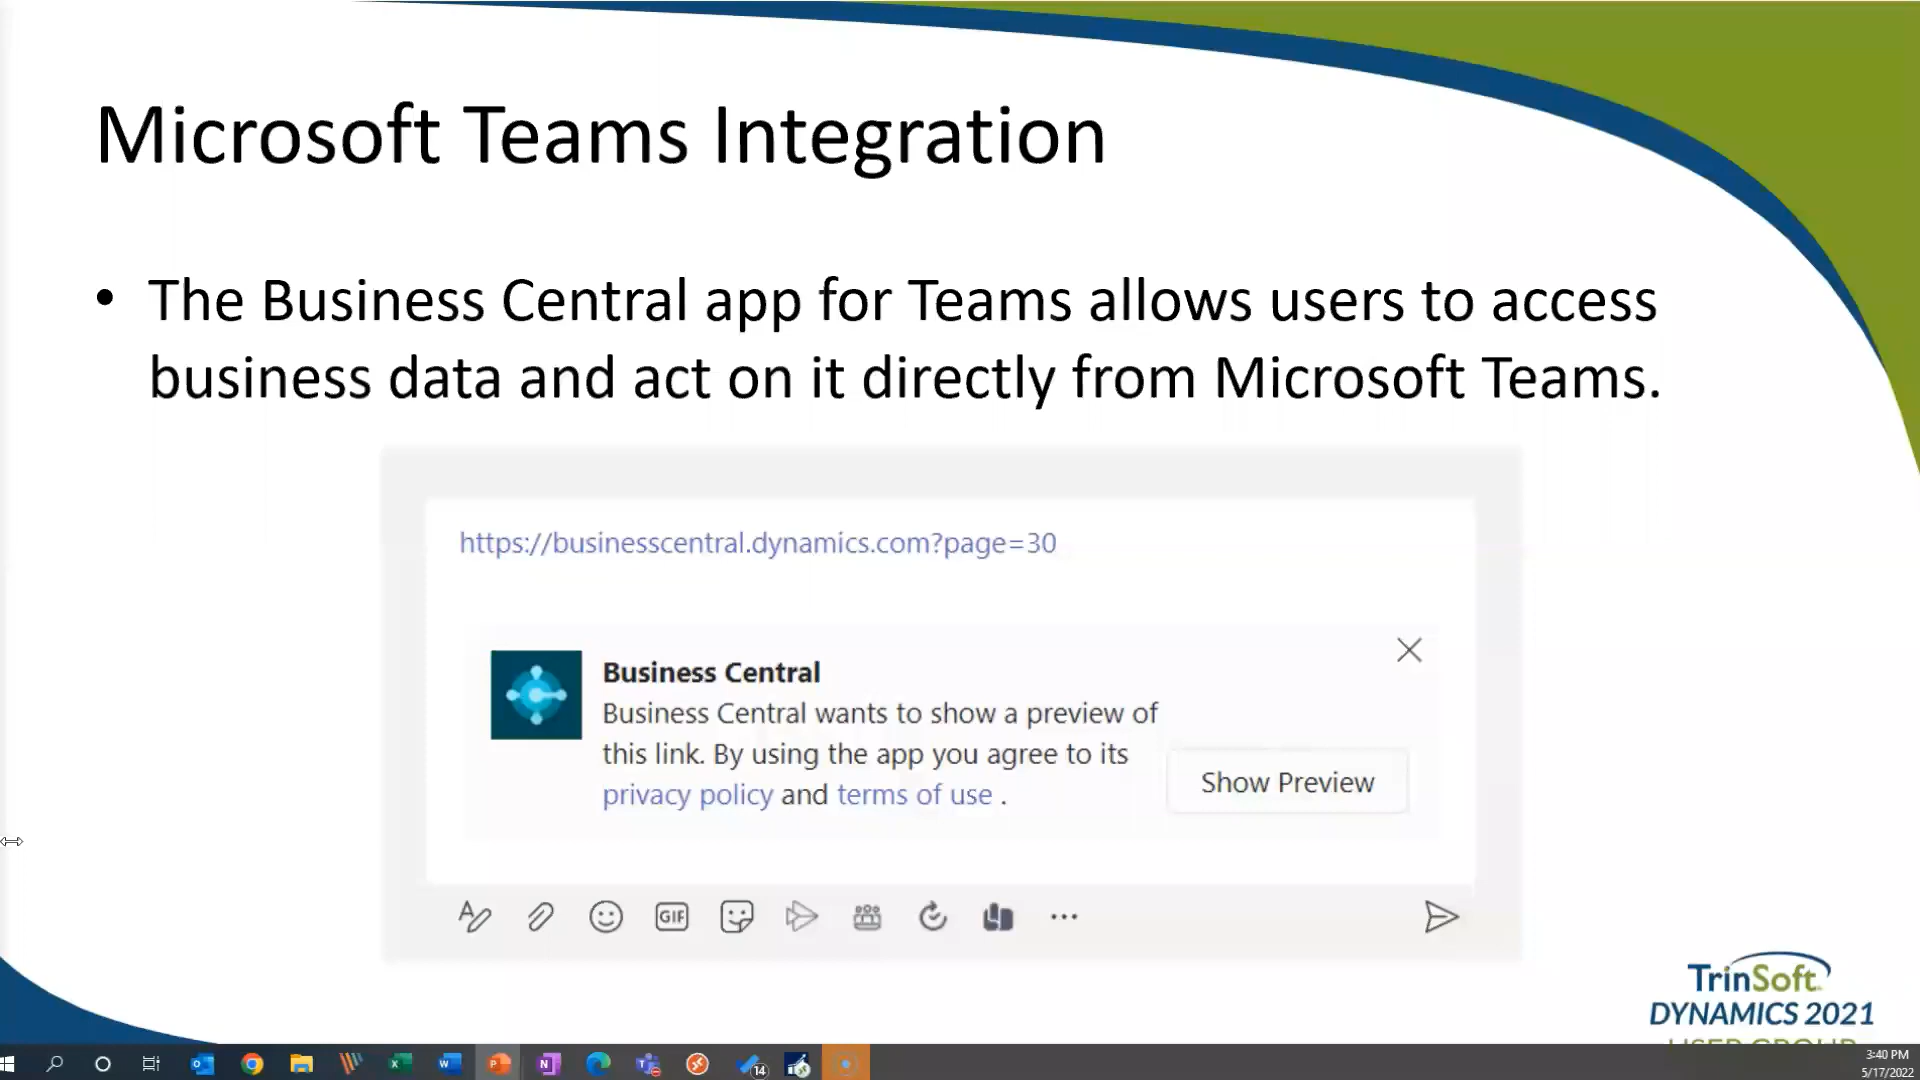 Microsoft Teams Integration
• The Business Central app for Teams allows users to access
business data and act on it directly from Microsoft Teams.
https://businesscentral.dynamics.com?page=30
Business Central
Business Central wants to show a preview of
this link. By using the app you agree to its
privacy policy and terms of use .
Show Preview
GIF
TrinSoft
DYNAMICS 2021
USER GROUP
14
3:40 PM
5/17/2022